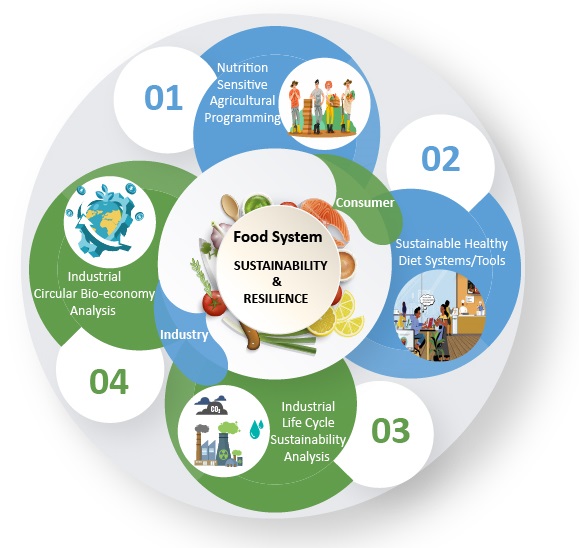 01
Nutrition
Sensitive
Agricultural
Programming
02
Consumer
Sustainable Healthy
Diet Systems/Tools
Food System
SUSTAINABILITY
&
RESILIENCE
Industrial
Circular Bio-economy
Analysis
Industry
04
CO₂
Industrial
Life Cycle
Sustainability
Analysis
03